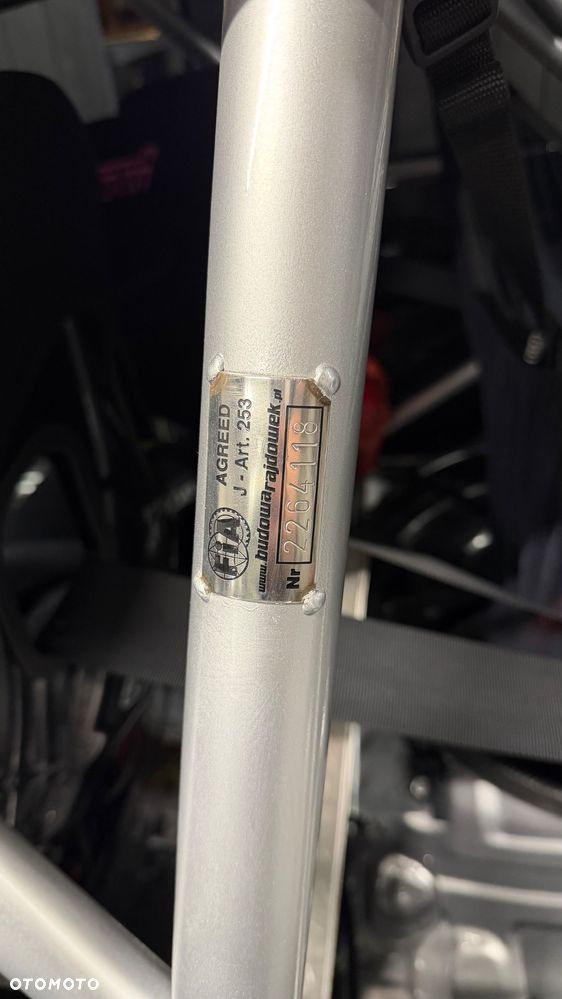 FIA
AGREED
J - Art. 253
www.budowarajdowek.pl
Nr 2264118
OTOMOTO